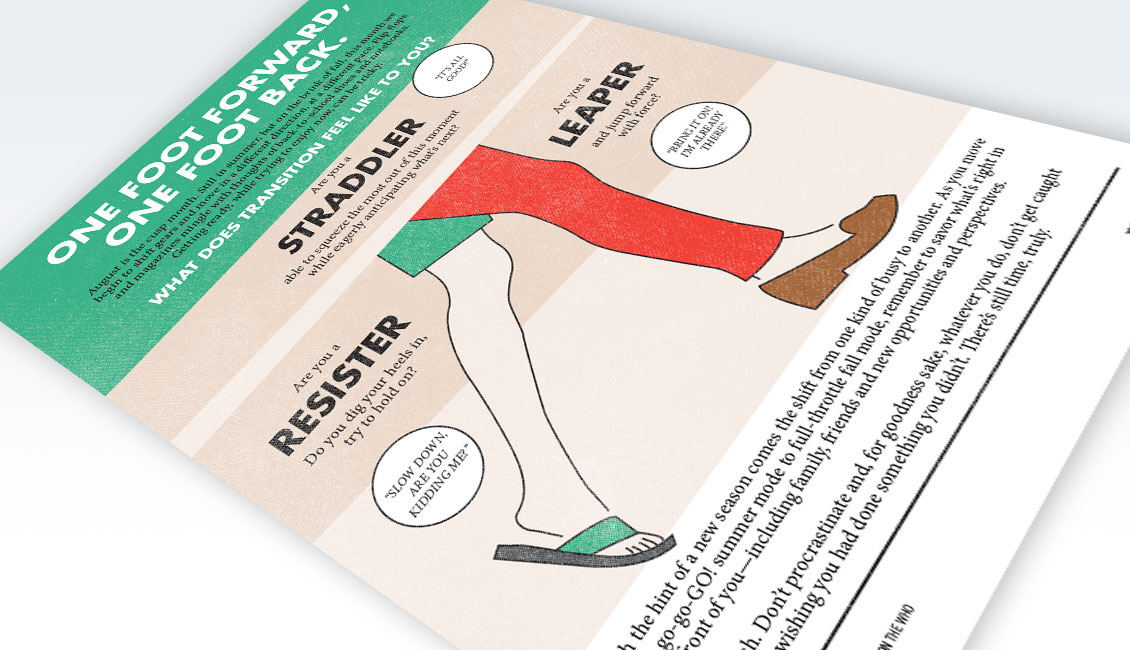 ONE FOOT FORWARD,
ONE FOOT BACK.
August is the cusp month. Still in summer, but on the brink of fall, this month we
begin to shift gears and move in a different direction, at a different pace. Flip flops
and magazines mingle with thoughts of back-to-school shoes and notebooks.
Getting ready, while trying to enjoy now, can be tricky.
WHAT DOES TRANSITION FEEL LIKE TO YOU?
"IT'S ALL
GOOD!"
Are you a
STRADDLER
able to squeeze the most out of this moment
while eagerly anticipating what's next?
Are you a
LEAPER
and jump forward
with force?
"BRING IT ON!
I'M ALREADY
THERE."
Are you a
RESISTER
Do you dig your heels in,
try to hold on?
"SLOW DOWN,
ARE YOU
KIDDING ME?"
h the hint of a new season comes the shift from one kind of busy to another. As you move
go-go-GO! summer mode to full-throttle fall mode, remember to savor what's right in
front of you—including family, friends and new opportunities and perspectives.
h. Don't procrastinate and, for goodness sake, whatever you do, don't get caught
wishing you had done something you didn't. There's still time, truly.
ON THE WHO